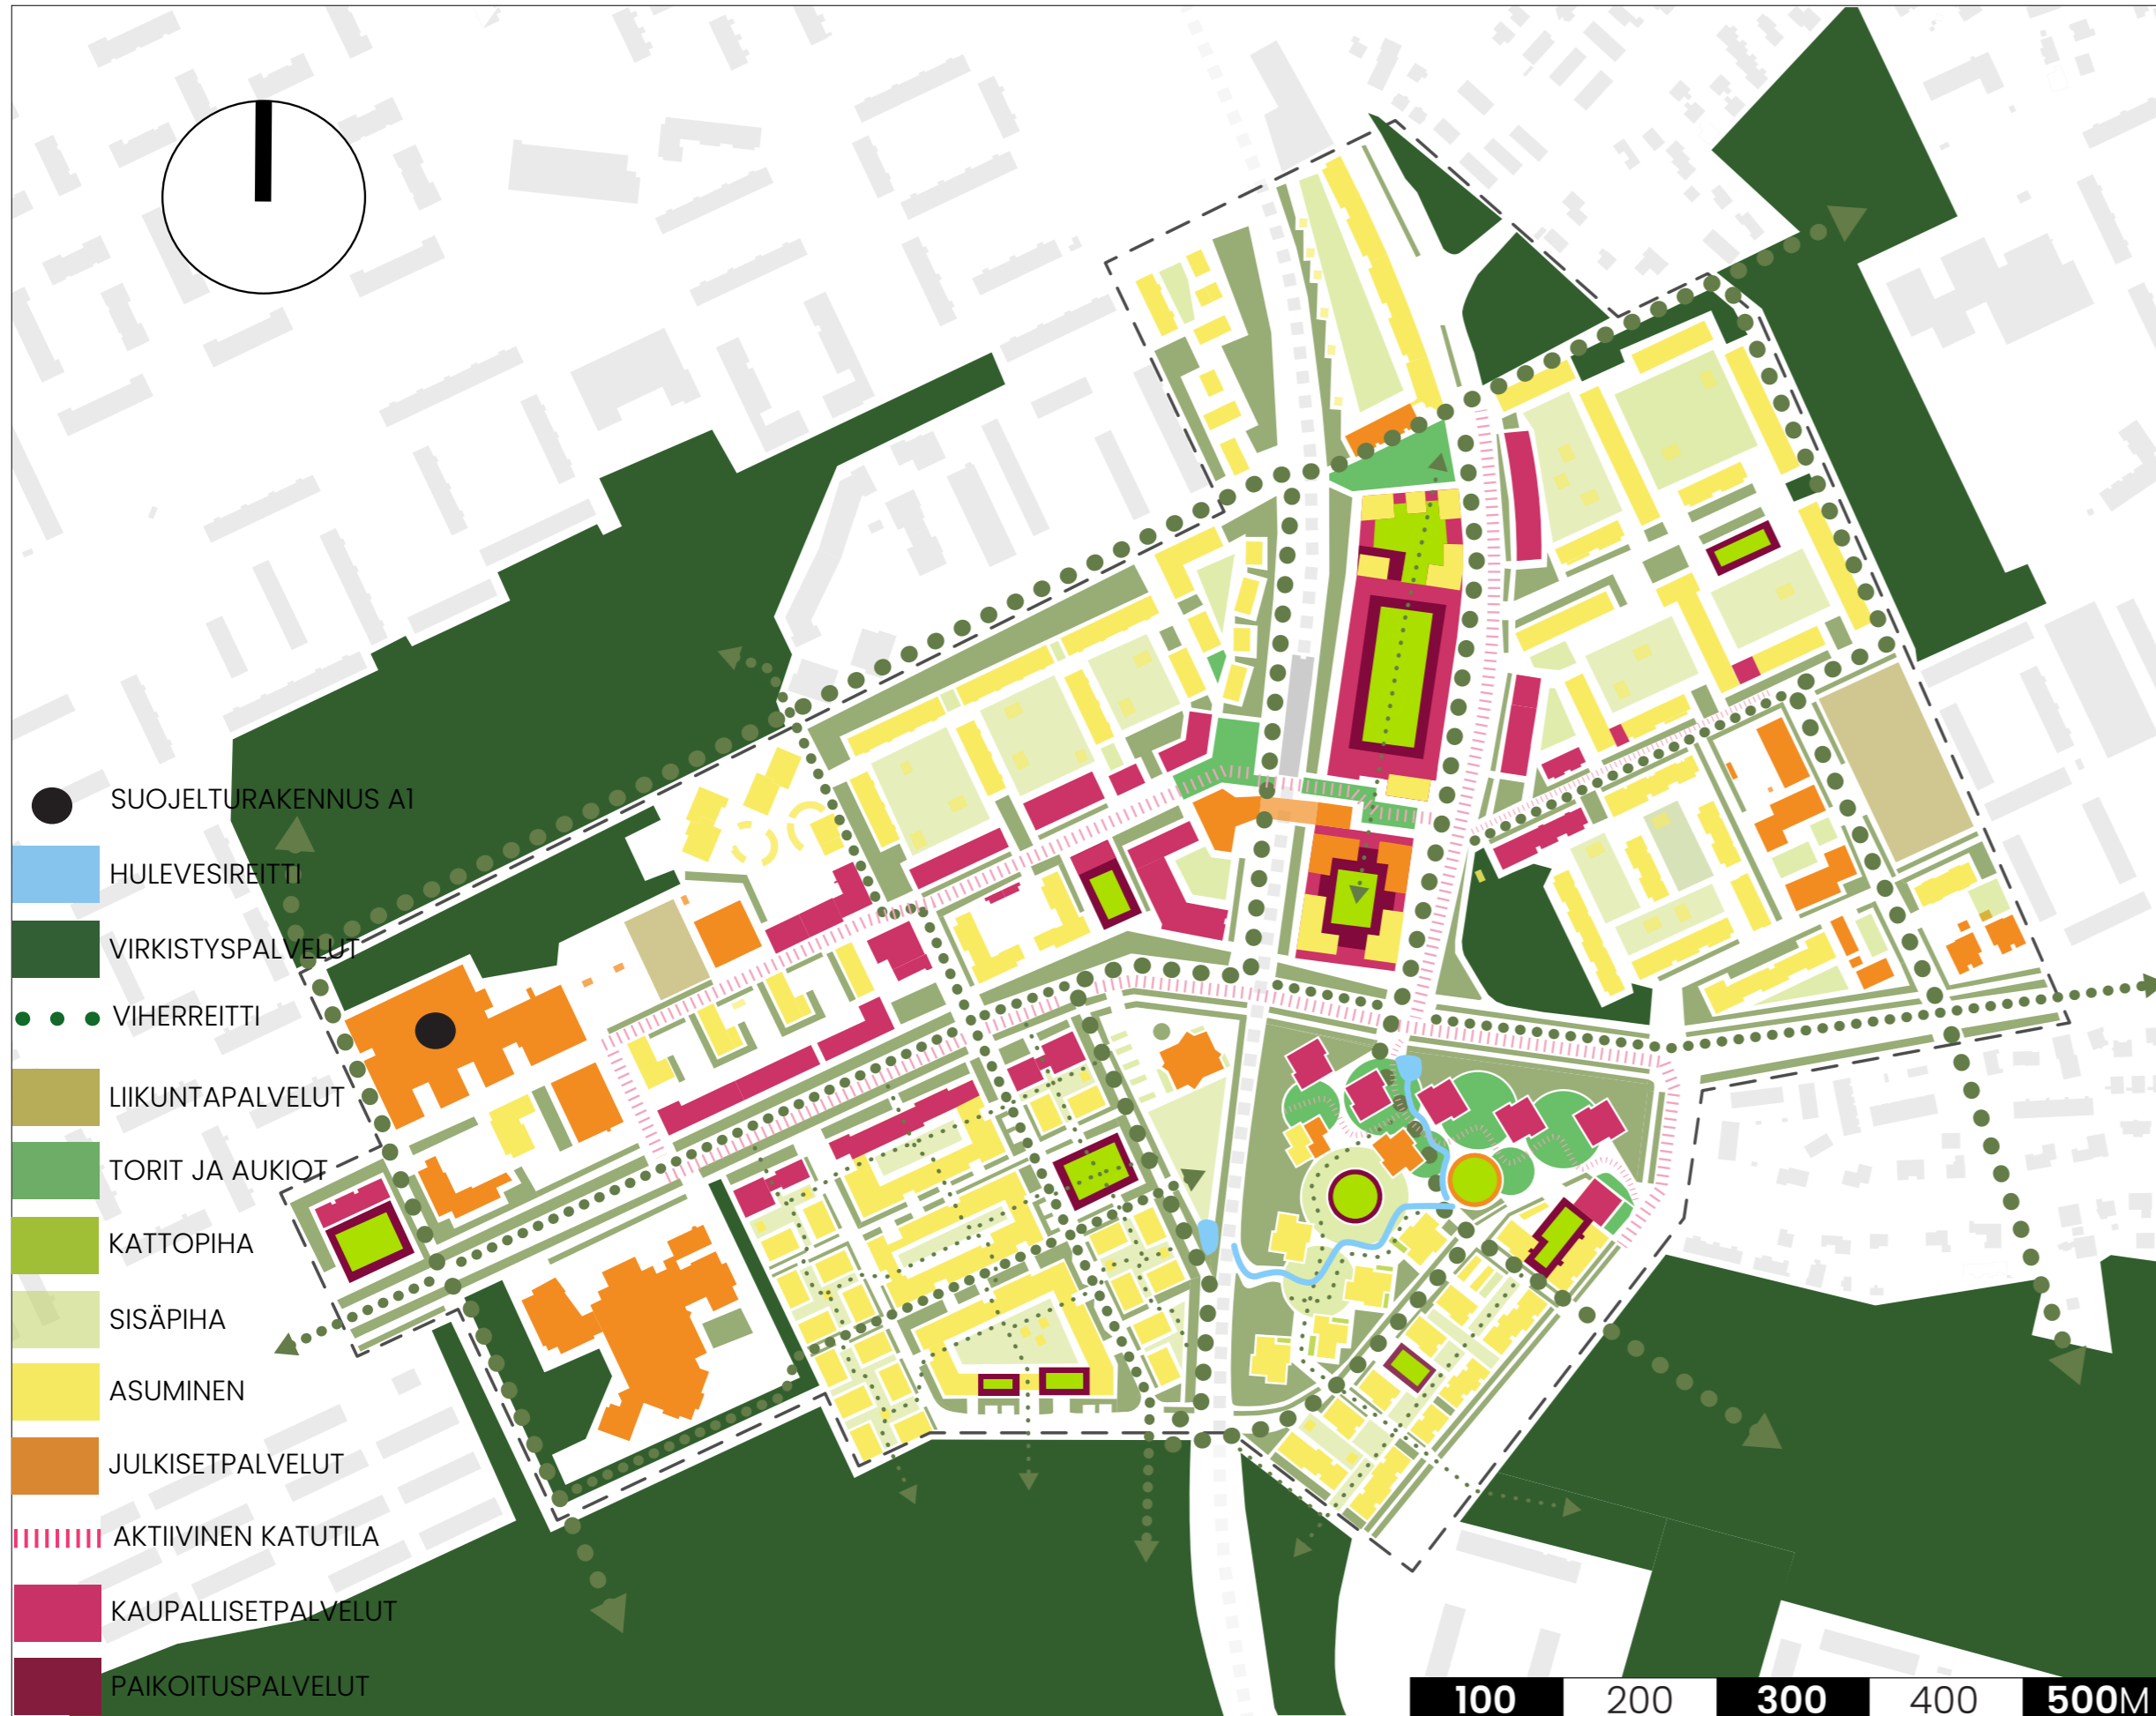 SUOJELTURAKENNUS A1
HULEVESIREITTI
VIRKISTYSPALVELUT
VIHERREITTI
LIIKUNTAPALVELUT
TORIT JA AUKIOT
KATTOPIHA
SISÄPIHA
ASUMINEN
JULKISETPALVELUT
AKTIIVINEN KATUTILA
KAUPALLISETPALVELUT
PAIKOITUSPALVELUT
100 200 300 400 500M